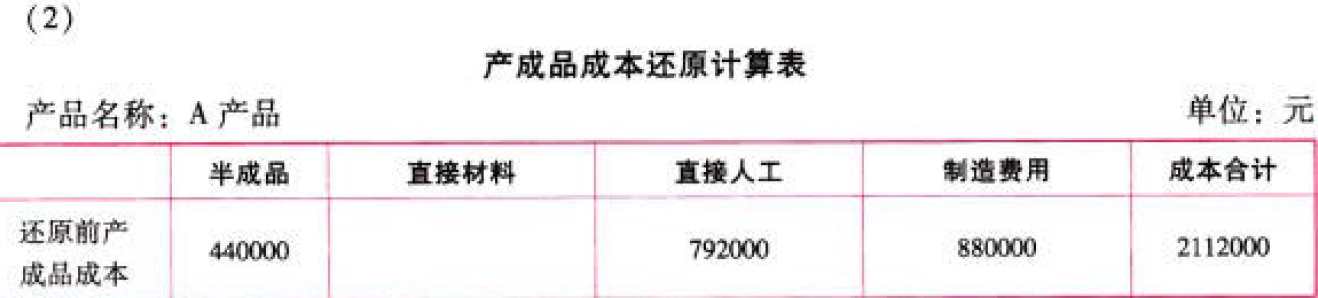 (2)
产成品成本还原计算表
产品名称：A 产品 单位：元
半成品 直接材料 直接人工 制造费用 成本合计
还原前产
成品成本 440000 792000 880000 2112000